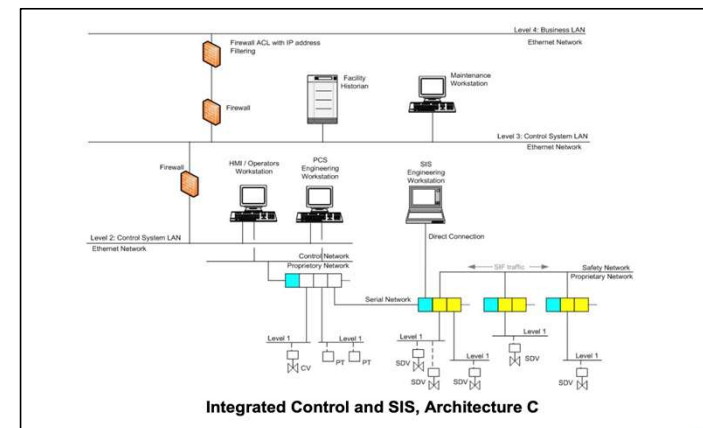 Level 4: Business LAN
Ethernet Network
Firewall ACL with IP address
Filtering
Facility
Historian
Maintenance
Workstation
Firewall
Level 3: Control System LAN
Ethernet Network
Firewall
HMI / Operators
Workstation
PCS
Engineering
Workstation
SIS
Engineering
Workstation
Level 2: Control System LAN
Ethernet Network
Direct Connection
Control Network
Proprietory Network
SIF traffic
Safety Network
Proprietary Network
Serial Network
Level 1
Level 1
Level 1
Level 1
Level 1
Level 1
CV
PT
PT
SDV
SDV
SDV
SDV
SDV
Integrated Control and SIS, Architecture C